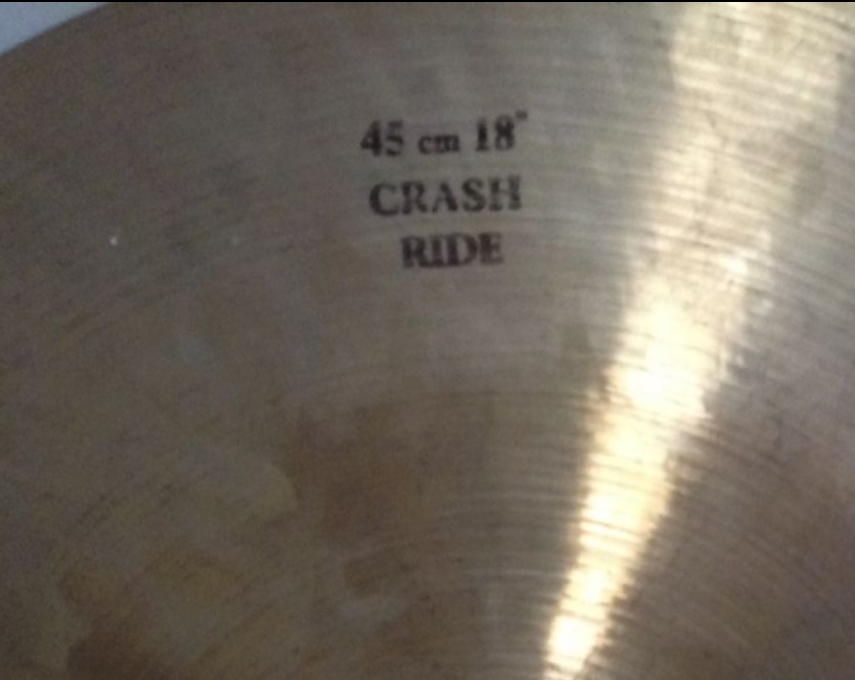 45 cm 18"
CRASH
RIDE